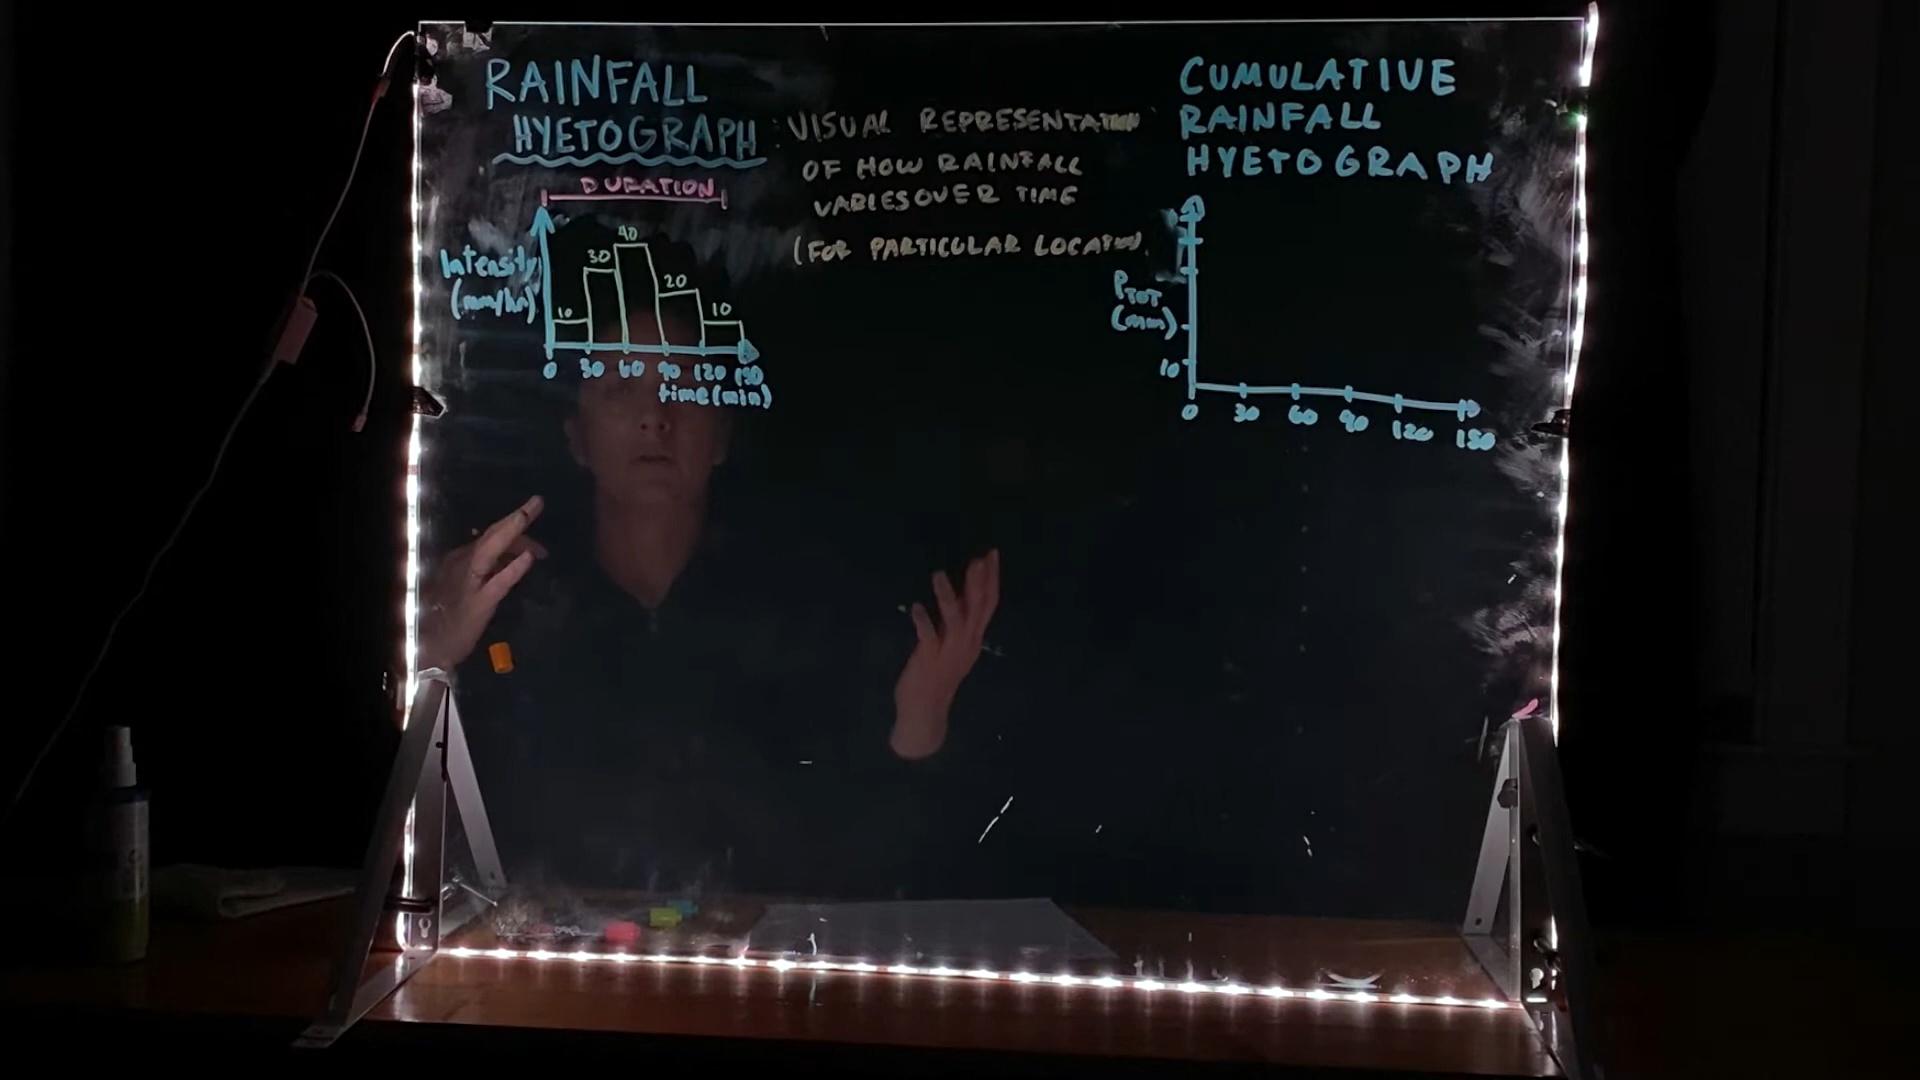 RAINFALL
HYETOGRAPH
: VISUAL REPRESENTATION
OF HOW RAINFALL
VARIES OVER TIME
(FOR PARTICULAR LOCATION)
DURATION
Intensity
(mm/hr)
10
30
40
20
10
0 30 60 90 120 150
time (min)
CUMULATIVE
RAINFALL
HYETOGRAPH
PTOT
(mm)
10
0 30 60 90 120 150